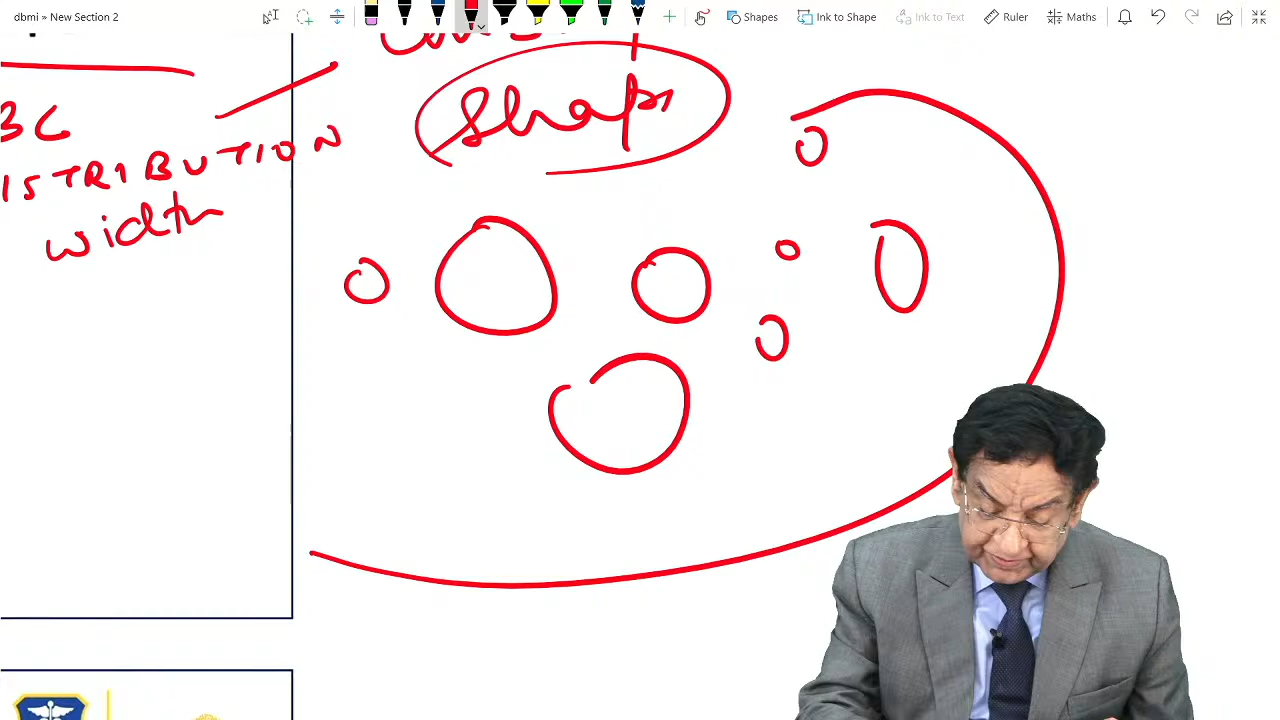 dbmi » New Section 2
Shapes
Ink to Shape
Ink to Text
Ruler
Maths
Shape
BC
ISTRIBUTION
width